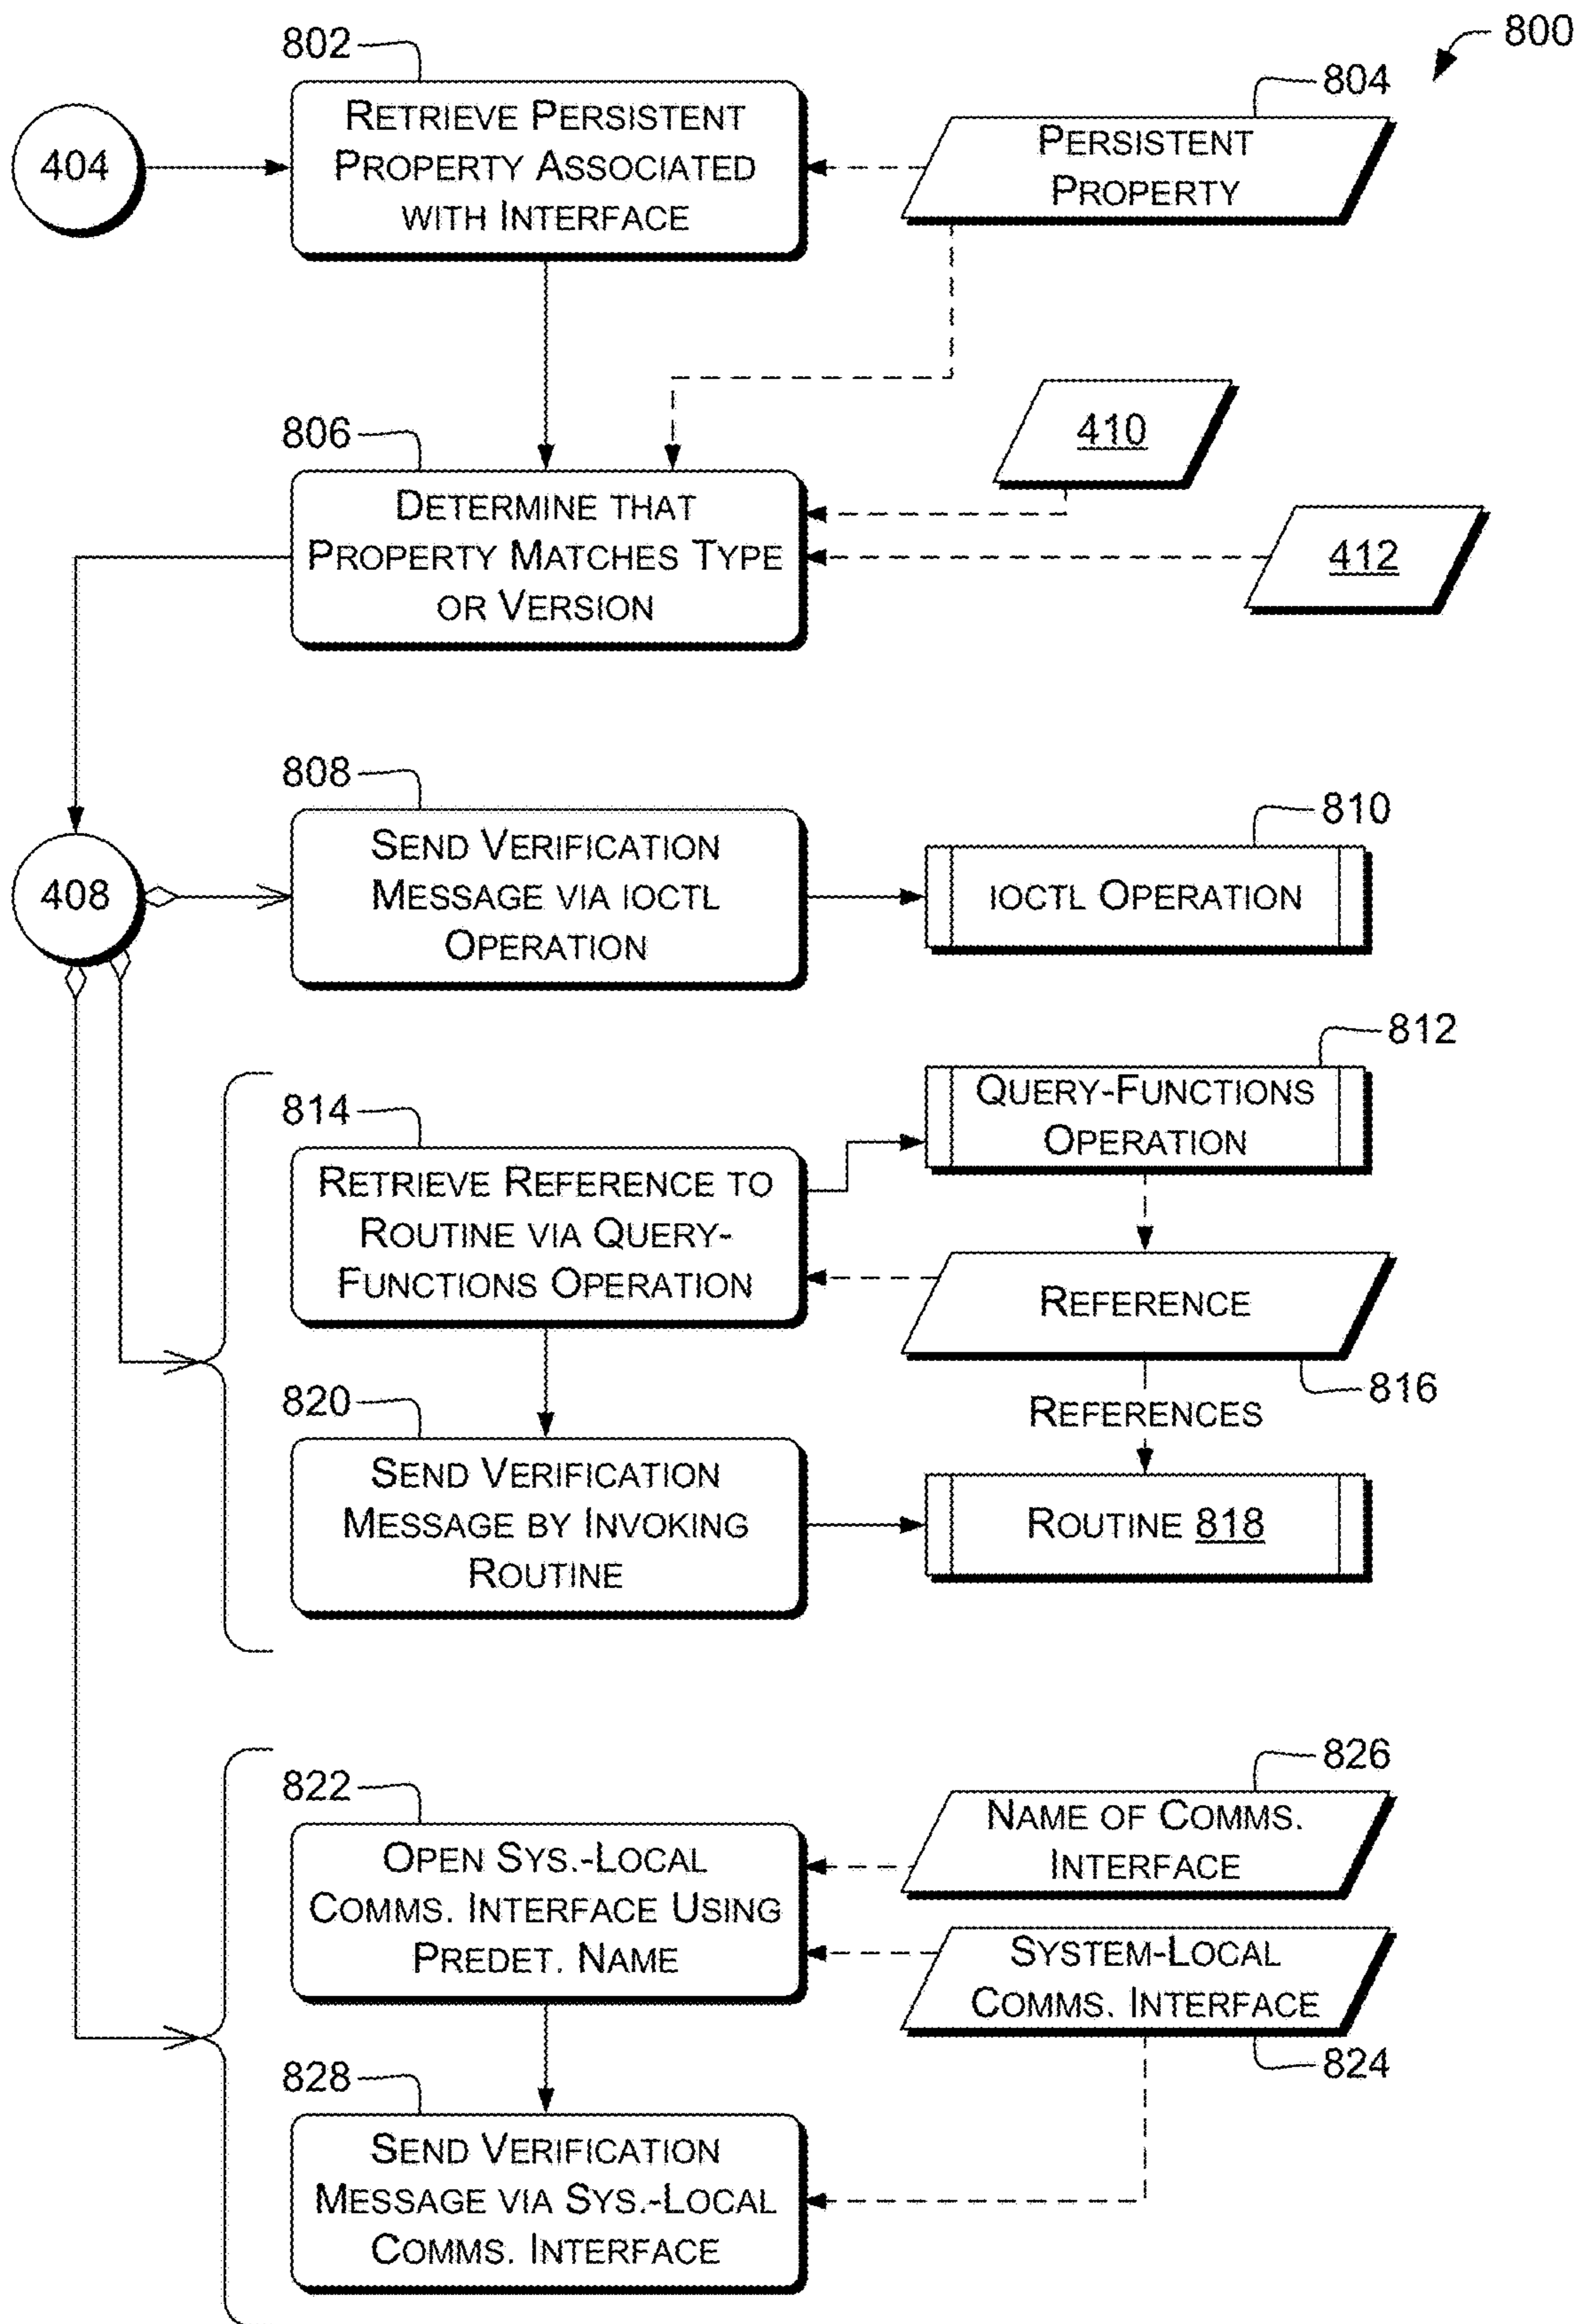 800
802
804
404
RETRIEVE PERSISTENT
PROPERTY ASSOCIATED
WITH INTERFACE
PERSISTENT
PROPERTY
410
806
412
DETERMINE THAT
PROPERTY MATCHES TYPE
OR VERSION
808
810
408
SEND VERIFICATION
MESSAGE VIA IOCTL
OPERATION
IOCTL OPERATION
812
814
QUERY-FUNCTIONS
OPERATION
RETRIEVE REFERENCE TO
ROUTINE VIA QUERY-
FUNCTIONS OPERATION
REFERENCE
816
REFERENCES
820
SEND VERIFICATION
MESSAGE BY INVOKING
ROUTINE
ROUTINE 818
826
822
NAME OF COMMS.
INTERFACE
OPEN SYS.-LOCAL
COMMS. INTERFACE USING
PREDET. NAME
SYSTEM-LOCAL
COMMS. INTERFACE
824
828
SEND VERIFICATION
MESSAGE VIA SYS.-LOCAL
COMMS. INTERFACE